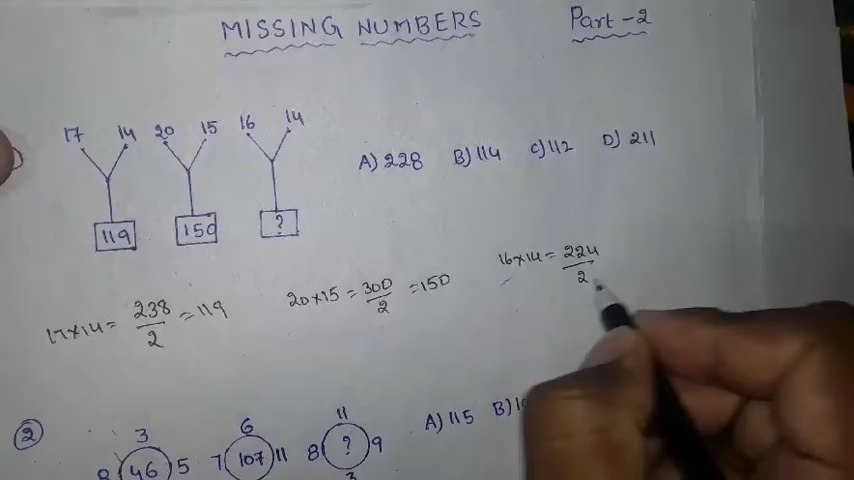 MISSING NUMBERS Part-2
17 14 20 15 16 14
A) 228 B) 114 C) 112 D) 211
119 150 ?
16×14 = 224/2
20×15 = 300/2 = 150
17×14 = 238/2 = 119
2
3 6 11
A) 115 B)
8 46 5 7 107 11 8 ? 9
3